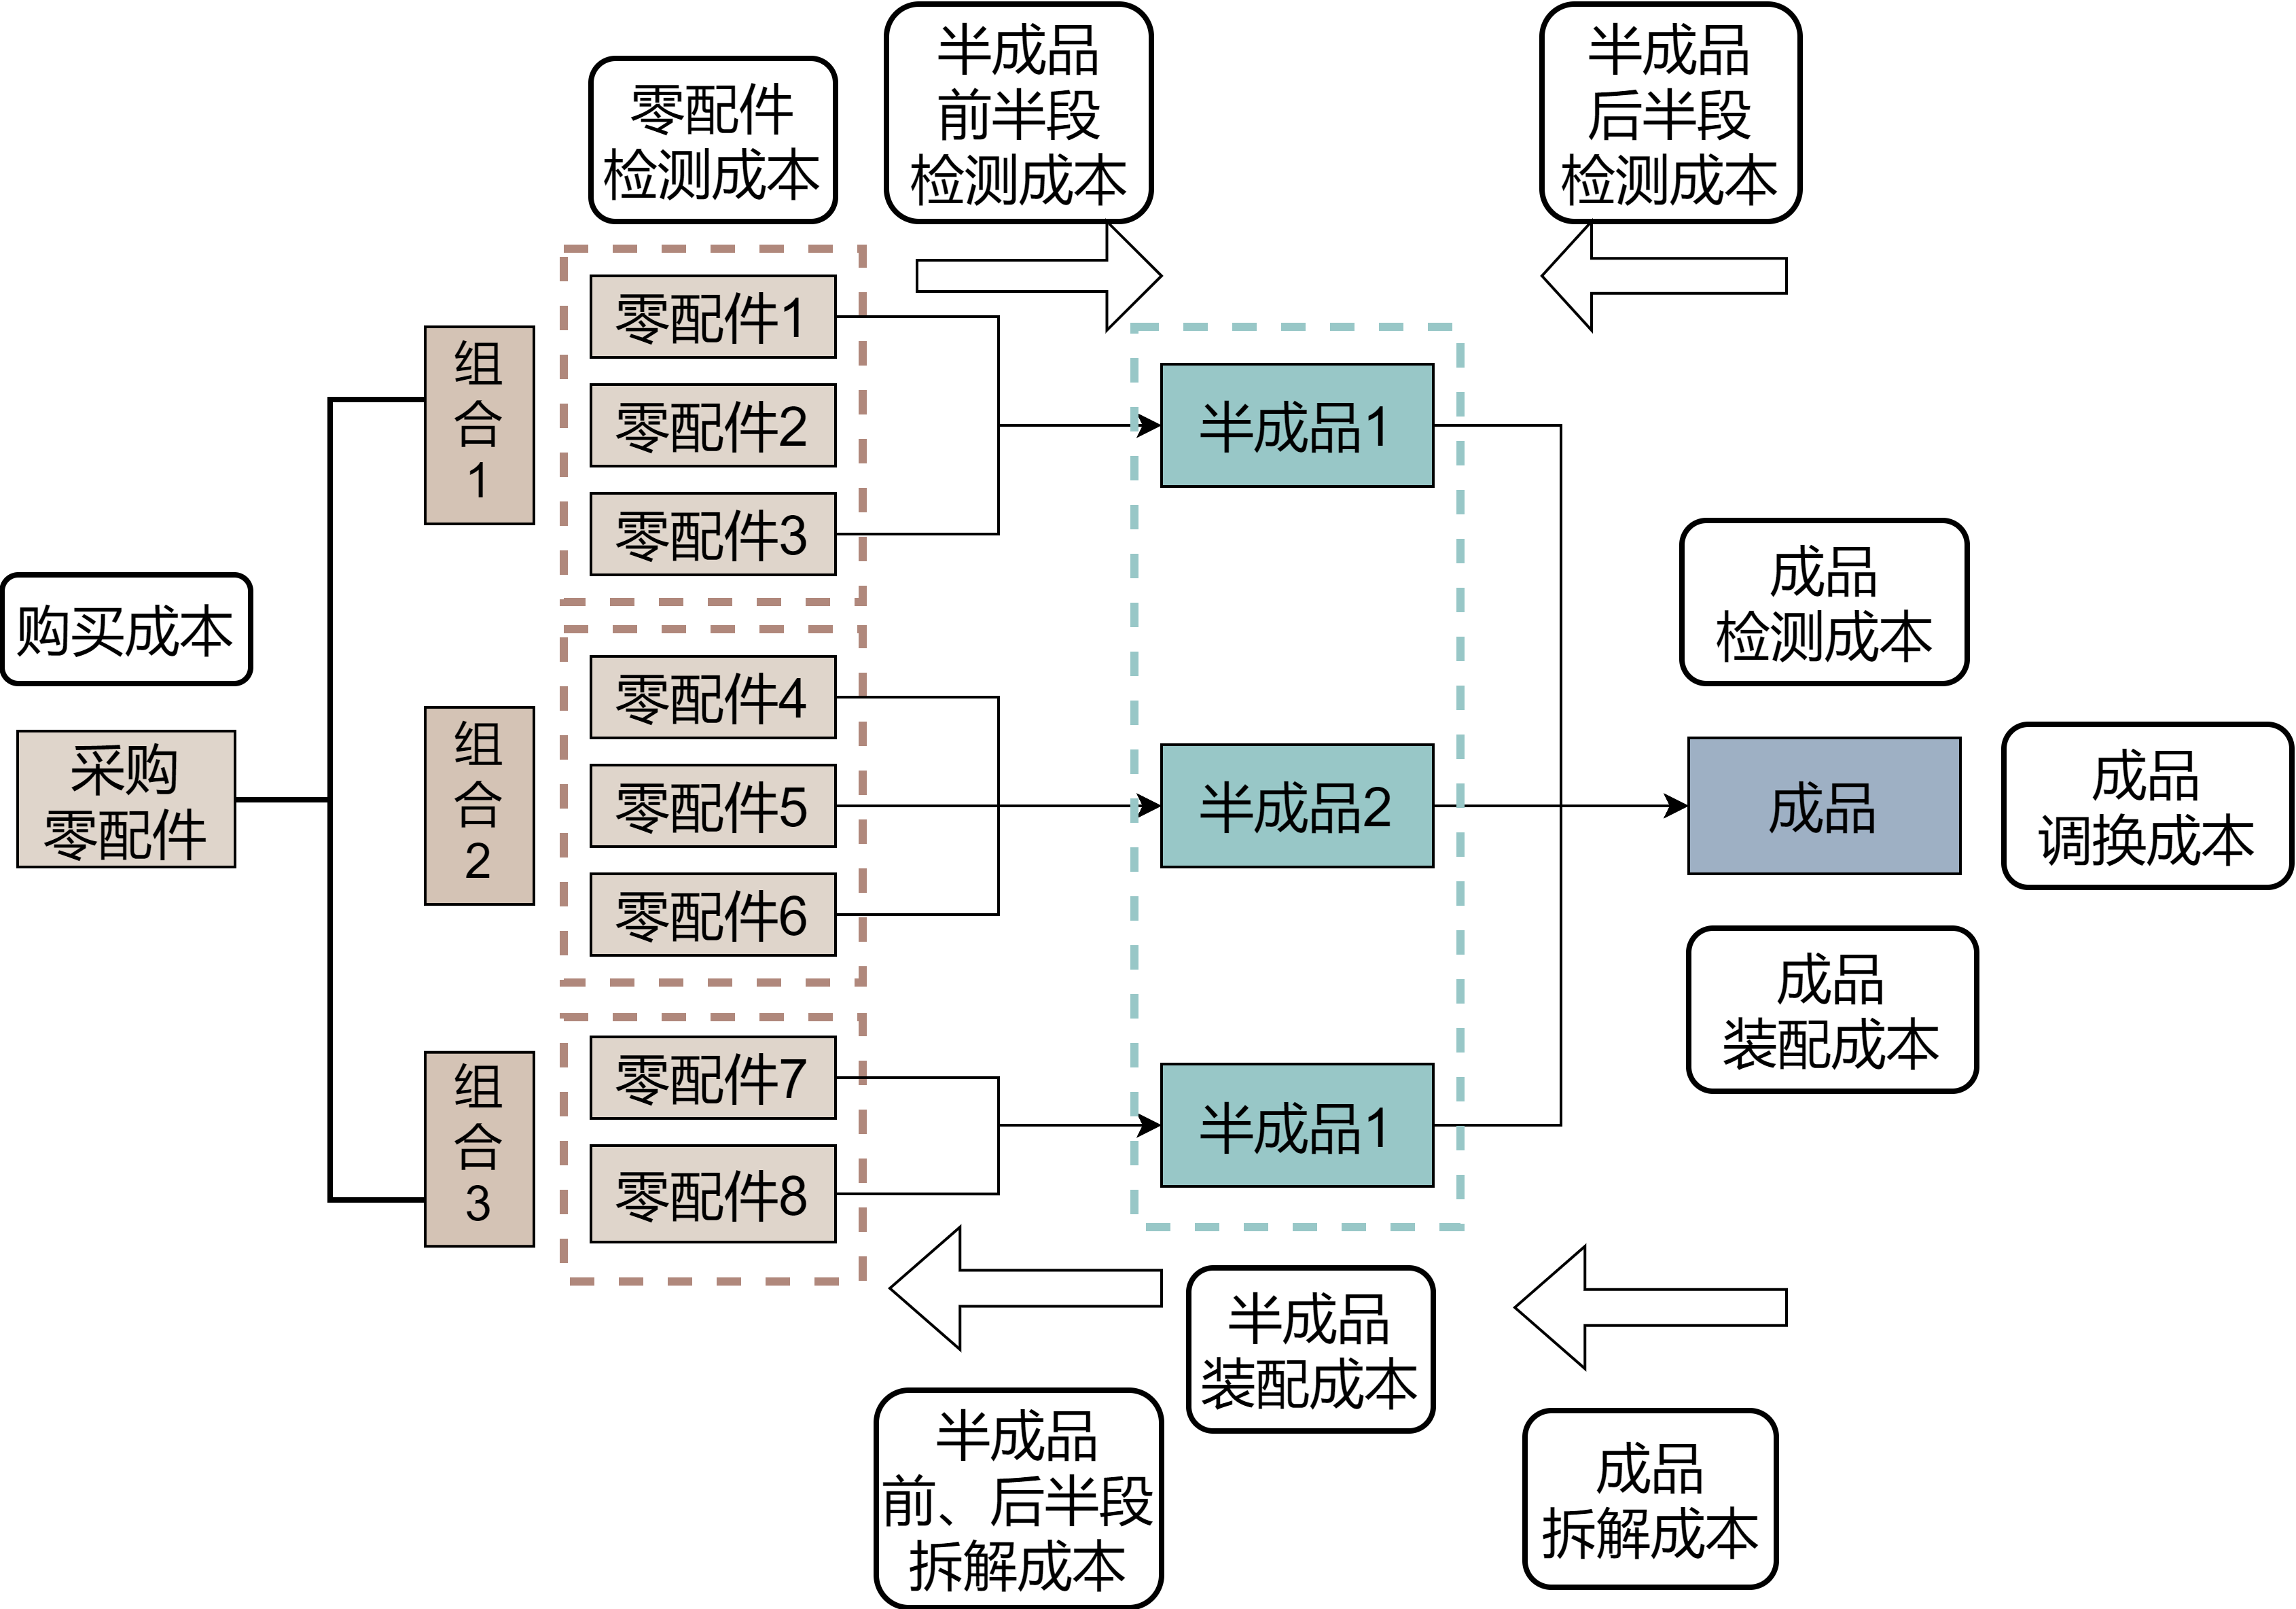 零配件
检测成本
半成品
前半段
检测成本
半成品
后半段
检测成本
购买成本
采购
零配件
组
合
1
零配件1
零配件2
零配件3
半成品1
组
合
2
零配件4
零配件5
零配件6
半成品2
组
合
3
零配件7
零配件8
半成品1
成品
检测成本
成品
成品
调换成本
成品
装配成本
半成品
装配成本
半成品
前、后半段
拆解成本
成品
拆解成本